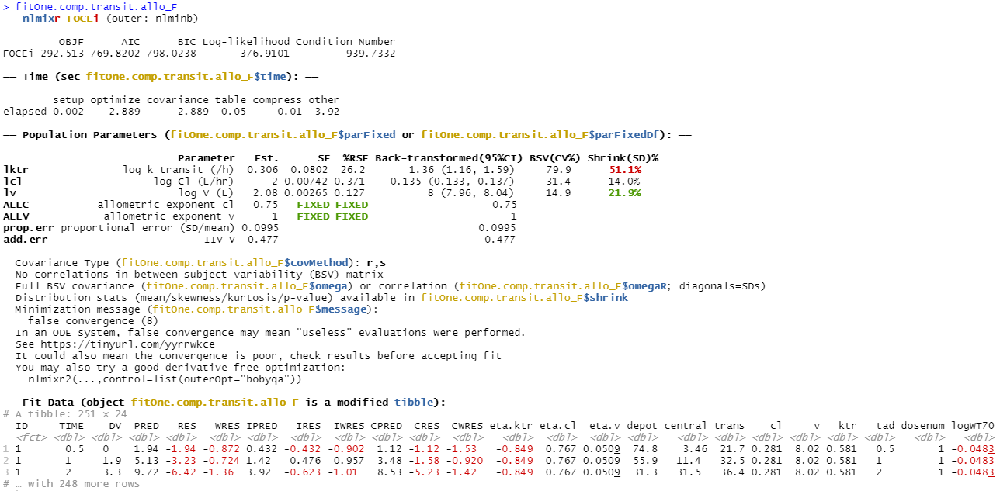 > fitOne.comp.transit.allo_F
── nlmixr FOCEi (outer: nlminb) ──
OBJF AIC BIC Log-likelihood Condition Number
FOCEi 292.513 769.8202 798.0238 -376.9101 939.7332
── Time (sec fitOne.comp.transit.allo_F$time): ──
setup optimize covariance table compress other
elapsed 0.002 2.889 2.889 0.05 0.01 3.92
── Population Parameters (fitOne.comp.transit.allo_F$parFixed or fitOne.comp.transit.allo_F$parFixedDf): ──
Parameter Est. SE %RSE Back-transformed(95%CI) BSV(CV%) Shrink(SD)%
lktr log k transit (/h) 0.306 0.0802 26.2 1.36 (1.16, 1.59) 79.9 51.1%
lcl log Cl (L/hr) -2 0.00742 0.371 0.135 (0.133, 0.137) 31.4 14.0%
lv log V (L) 2.08 0.00265 0.127 8 (7.96, 8.04) 14.9 21.9%
ALLC allometric exponent cl 0.75 FIXED FIXED 0.75
ALLV allometric exponent v 1 FIXED FIXED 1
prop.err proportional error (SD/mean) 0.0995 0.0995
add.err IIV V 0.477 0.477
Covariance Type (fitOne.comp.transit.allo_F$covMethod): r,s
No correlations in between subject variability (BSV) matrix
Full BSV covariance (fitOne.comp.transit.allo_F$omega) or correlation (fitOne.comp.transit.allo_F$omegaR; diagonals=SDs)
Distribution stats (mean/skewness/kurtosis/p-value) available in fitOne.comp.transit.allo_F$shrink
Minimization message (fitOne.comp.transit.allo_F$message):
false convergence (8)
In an ODE system, false convergence may mean "useless" evaluations were performed.
See https://tinyurl.com/yyrrwkce
It could also mean the convergence is poor, check results before accepting fit
You may also try a good derivative free optimization:
nlmixr2(...,control=list(outerOpt="bobyqa"))
── Fit Data (object fitOne.comp.transit.allo_F is a modified tibble): ──
# A tibble: 251 × 24
ID TIME DV PRED RES WRES IPRED IRES IWRES CPRED CRES CWRES eta.ktr eta.cl eta.v depot central trans cl v ktr tad dosenum logWT70
<fct> <dbl> <dbl> <dbl> <dbl> <dbl> <dbl> <dbl> <dbl> <dbl> <dbl> <dbl> <dbl> <dbl> <dbl> <dbl> <dbl> <dbl> <dbl> <dbl> <dbl> <dbl> <dbl> <dbl>
1 1 0.5 0 1.94 -1.94 -0.872 0.432 -0.432 -0.902 1.12 -1.12 -1.53 -0.849 0.767 0.0509 74.8 3.46 21.7 0.281 8.02 0.581 0.5 1 -0.0483
2 1 1 1.9 5.13 -3.23 -0.724 1.42 0.476 0.957 3.48 -1.58 -0.920 -0.849 0.767 0.0509 55.9 11.4 32.5 0.281 8.02 0.581 1 1 -0.0483
3 1 2 3.3 9.72 -6.42 -1.36 3.92 -0.623 -1.01 8.53 -5.23 -1.42 -0.849 0.767 0.0509 31.3 31.5 36.4 0.281 8.02 0.581 2 1 -0.0483
# … with 248 more rows